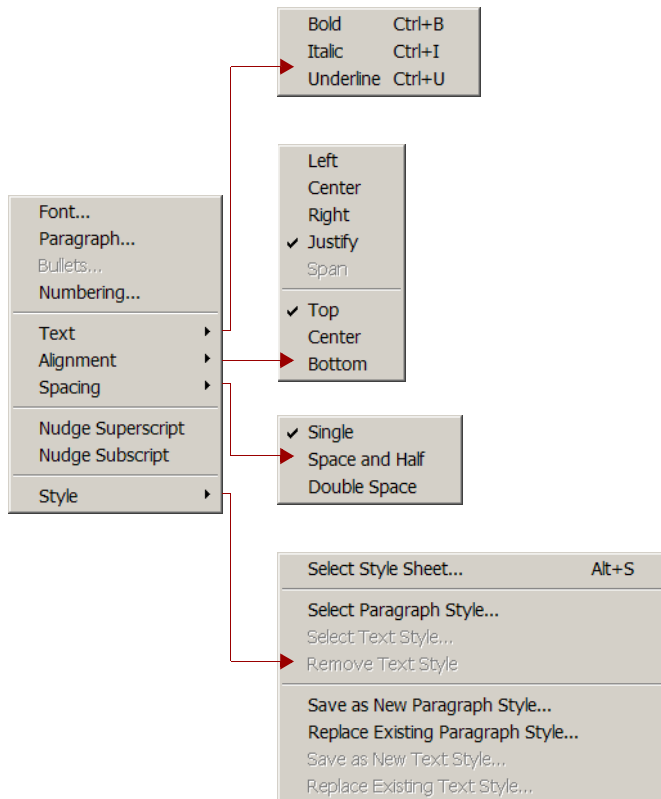 Bold Ctrl+B
Italic Ctrl+I
Underline Ctrl+U
Left
Center
Right
Justify
Span
Top
Center
Bottom
Font...
Paragraph...
Bullets...
Numbering...
Text
Alignment
Spacing
Nudge Superscript
Nudge Subscript
Style
Single
Space and Half
Double Space
Select Style Sheet... Alt+S
Select Paragraph Style...
Select Text Style...
Remove Text Style
Save as New Paragraph Style...
Replace Existing Paragraph Style...
Save as New Text Style...
Replace Existing Text Style...